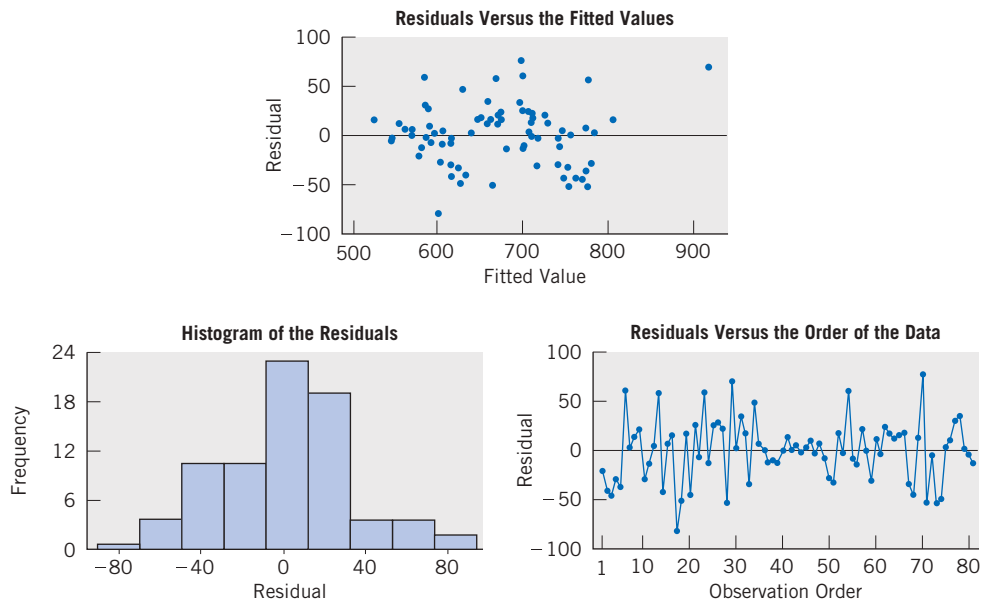 Residuals Versus the Fitted Values
100
50
0
−50
−100
Residual
500 600 700 800 900
Fitted Value
Histogram of the Residuals
24
18
12
6
0
Frequency
−80 −40 0 40 80
Residual
Residuals Versus the Order of the Data
100
50
0
−50
−100
Residual
1 10 20 30 40 50 60 70 80
Observation Order